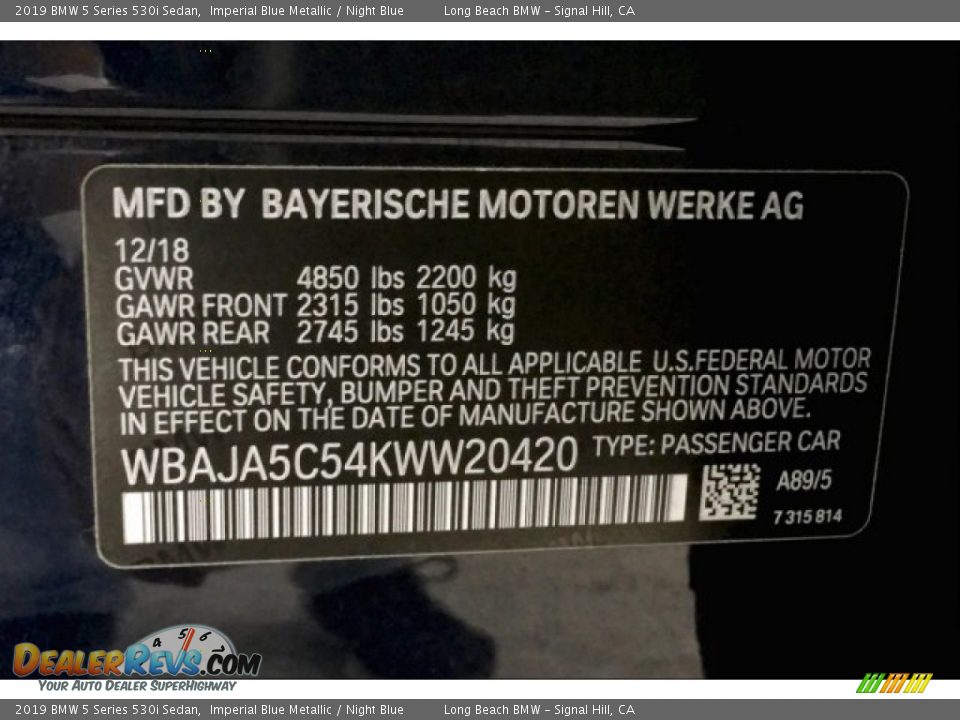 2019 BMW 5 Series 530i Sedan, Imperial Blue Metallic / Night Blue Long Beach BMW – Signal Hill, CA
MFD BY BAYERISCHE MOTOREN WERKE AG
12/18
GVWR 4850 lbs 2200 kg
GAWR FRONT 2315 lbs 1050 kg
GAWR REAR 2745 lbs 1245 kg
THIS VEHICLE CONFORMS TO ALL APPLICABLE U.S.FEDERAL MOTOR
VEHICLE SAFETY, BUMPER AND THEFT PREVENTION STANDARDS
IN EFFECT ON THE DATE OF MANUFACTURE SHOWN ABOVE.
WBAJA5C54KWW20420 TYPE: PASSENGER CAR
A89/5
7315814
4 5 6
DEALERREVS.COM
YOUR AUTO DEALER SUPERHIGHWAY
2019 BMW 5 Series 530i Sedan, Imperial Blue Metallic / Night Blue Long Beach BMW – Signal Hill, CA